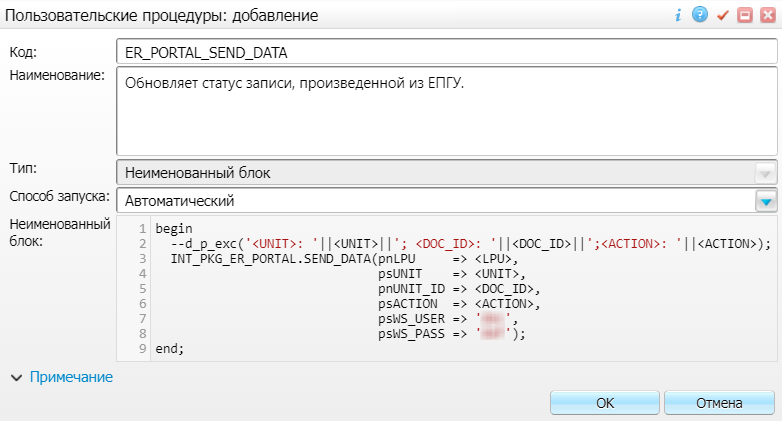 Пользовательские процедуры: добавление
Код: ER_PORTAL_SEND_DATA
Наименование: Обновляет статус записи, произведенной из ЕПГУ.
Тип: Неименованный блок
Способ запуска: Автоматический
Неименованный блок:
1 begin
2 --d_p_exc('<UNIT>: '||<UNIT>||'; <DOC_ID>: '||<DOC_ID>||';<ACTION>: '||<ACTION>);
3 INT_PKG_ER_PORTAL.SEND_DATA(pnLPU => <LPU>,
4 psUNIT => <UNIT>,
5 pnUNIT_ID => <DOC_ID>,
6 psACTION => <ACTION>,
7 psWS_USER => '',
8 psWS_PASS => '');
9 end;
Примечание
OK Отмена